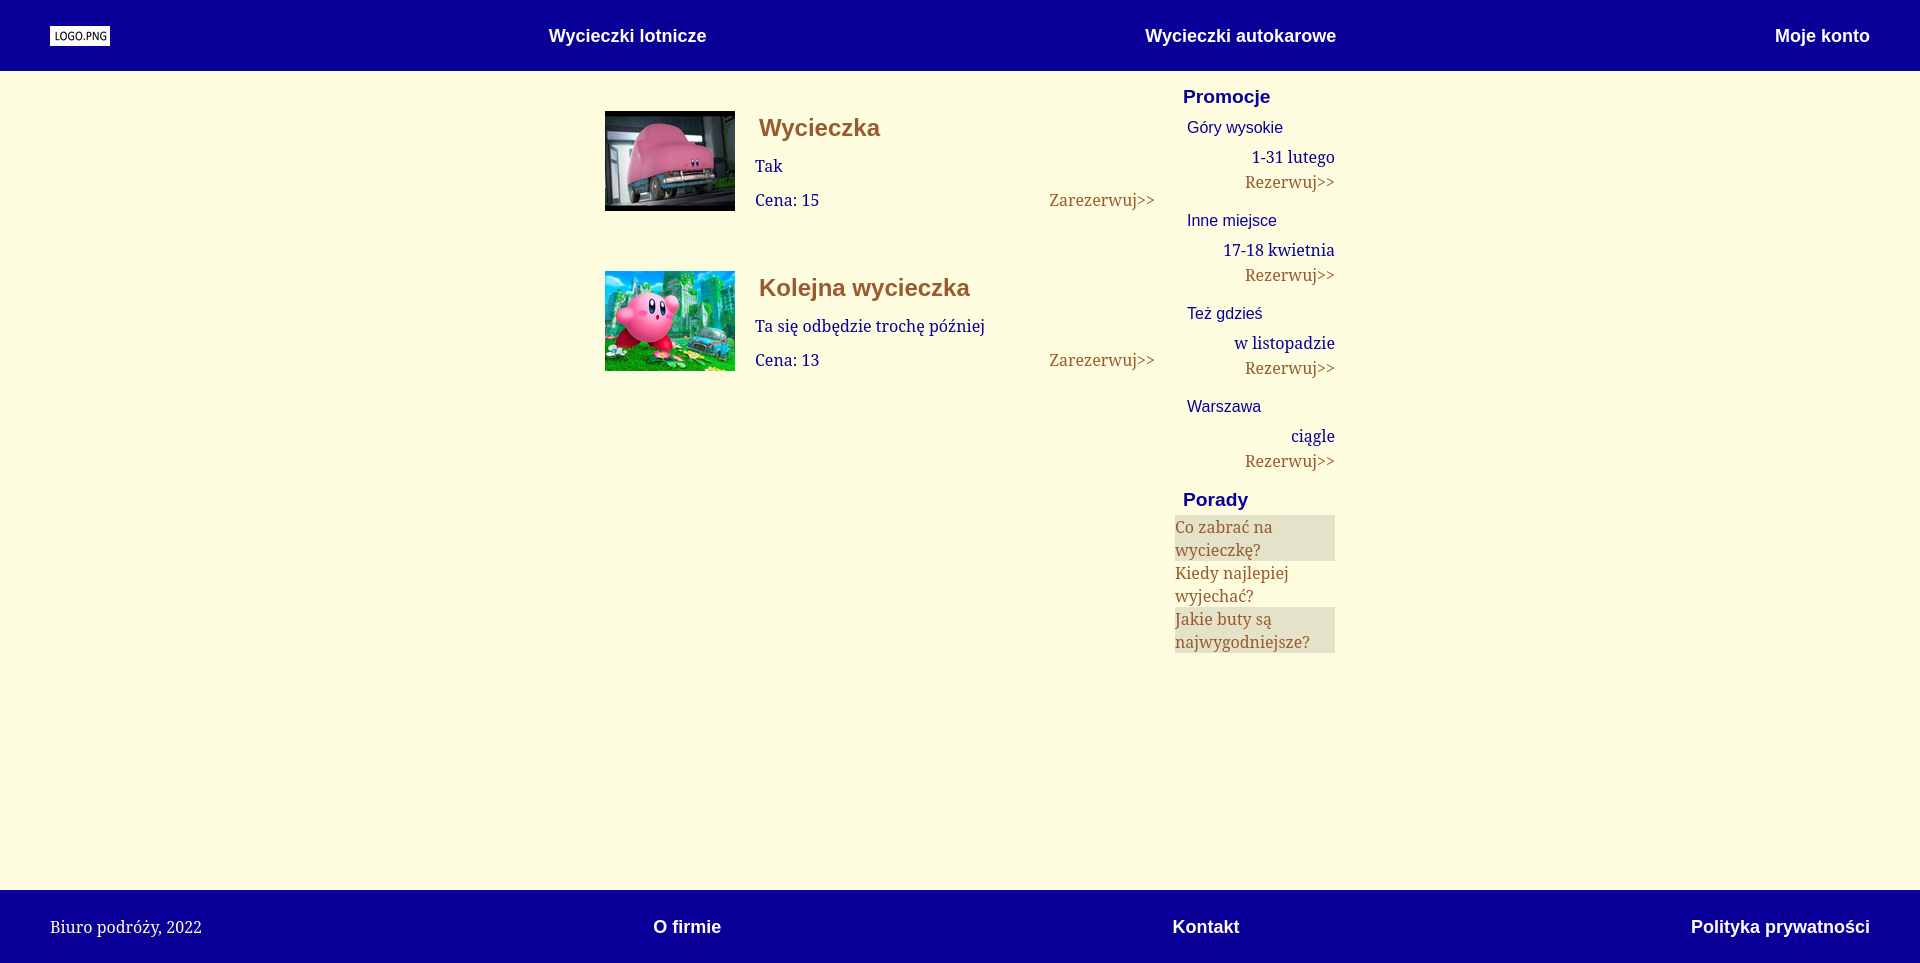 LOGO.PNG
Wycieczki lotnicze
Wycieczki autokarowe
Moje konto
Wycieczka
Tak
Cena: 15
Zarezerwuj>>
Kolejna wycieczka
Ta się odbędzie trochę później
Cena: 13
Zarezerwuj>>
Promocje
Góry wysokie
1-31 lutego
Rezerwuj>>
Inne miejsce
17-18 kwietnia
Rezerwuj>>
Też gdzieś
w listopadzie
Rezerwuj>>
Warszawa
ciągle
Rezerwuj>>
Porady
Co zabrać na
wycieczkę?
Kiedy najlepiej
wyjechać?
Jakie buty są
najwygodniejsze?
Biuro podróży, 2022
O firmie
Kontakt
Polityka prywatności